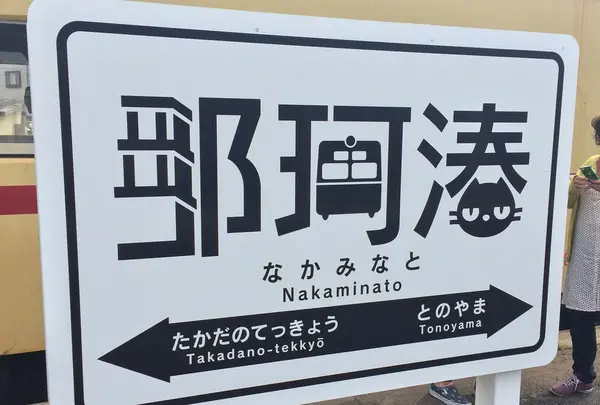 那珂湊
なかみなと
Nakaminato
たかだのてっきょう
Takadano-tekkyō
とのやま
Tonoyama